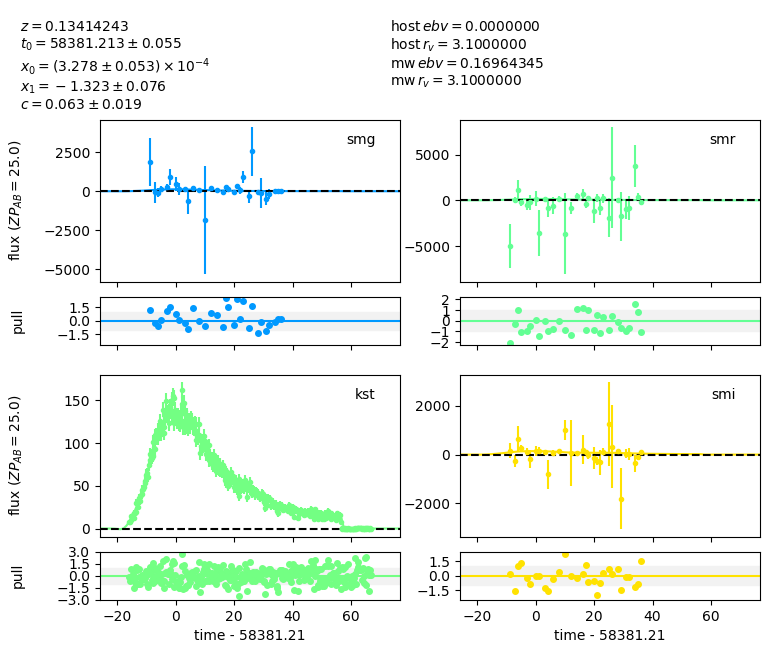 z = 0.13414243
t₀ = 58381.213 ± 0.055
x₀ = (3.278 ± 0.053) × 10⁻⁴
x₁ = −1.323 ± 0.076
c = 0.063 ± 0.019
host ebv = 0.0000000
host r_v = 3.1000000
mw ebv = 0.16964345
mw r_v = 3.1000000
flux (ZP_AB = 25.0)
2500
0
−2500
−5000
smg
5000
0
−5000
smr
pull
1.5
0.0
−1.5
2
1
0
−1
−2
flux (ZP_AB = 25.0)
150
100
50
0
kst
2000
0
−2000
smi
pull
3.0
1.5
0.0
−1.5
−3.0
1.5
0.0
−1.5
−20 0 20 40 60
−20 0 20 40 60
time - 58381.21
time - 58381.21